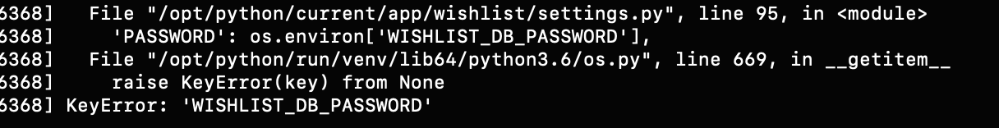 6368]   File "/opt/python/current/app/wishlist/settings.py", line 95, in <module>
6368]     'PASSWORD': os.environ['WISHLIST_DB_PASSWORD'],
6368]   File "/opt/python/run/venv/lib64/python3.6/os.py", line 669, in __getitem__
6368]     raise KeyError(key) from None
6368] KeyError: 'WISHLIST_DB_PASSWORD'